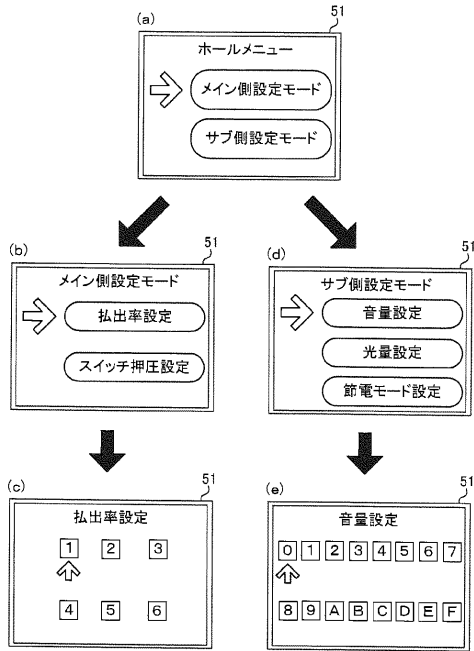 (a)
51
ホールメニュー
メイン側設定モード
サブ側設定モード
(b)
51
メイン側設定モード
払出率設定
スイッチ押圧設定
(d)
51
サブ側設定モード
音量設定
光量設定
節電モード設定
(c)
51
払出率設定
1 2 3
4 5 6
(e)
51
音量設定
0 1 2 3 4 5 6 7
8 9 A B C D E F